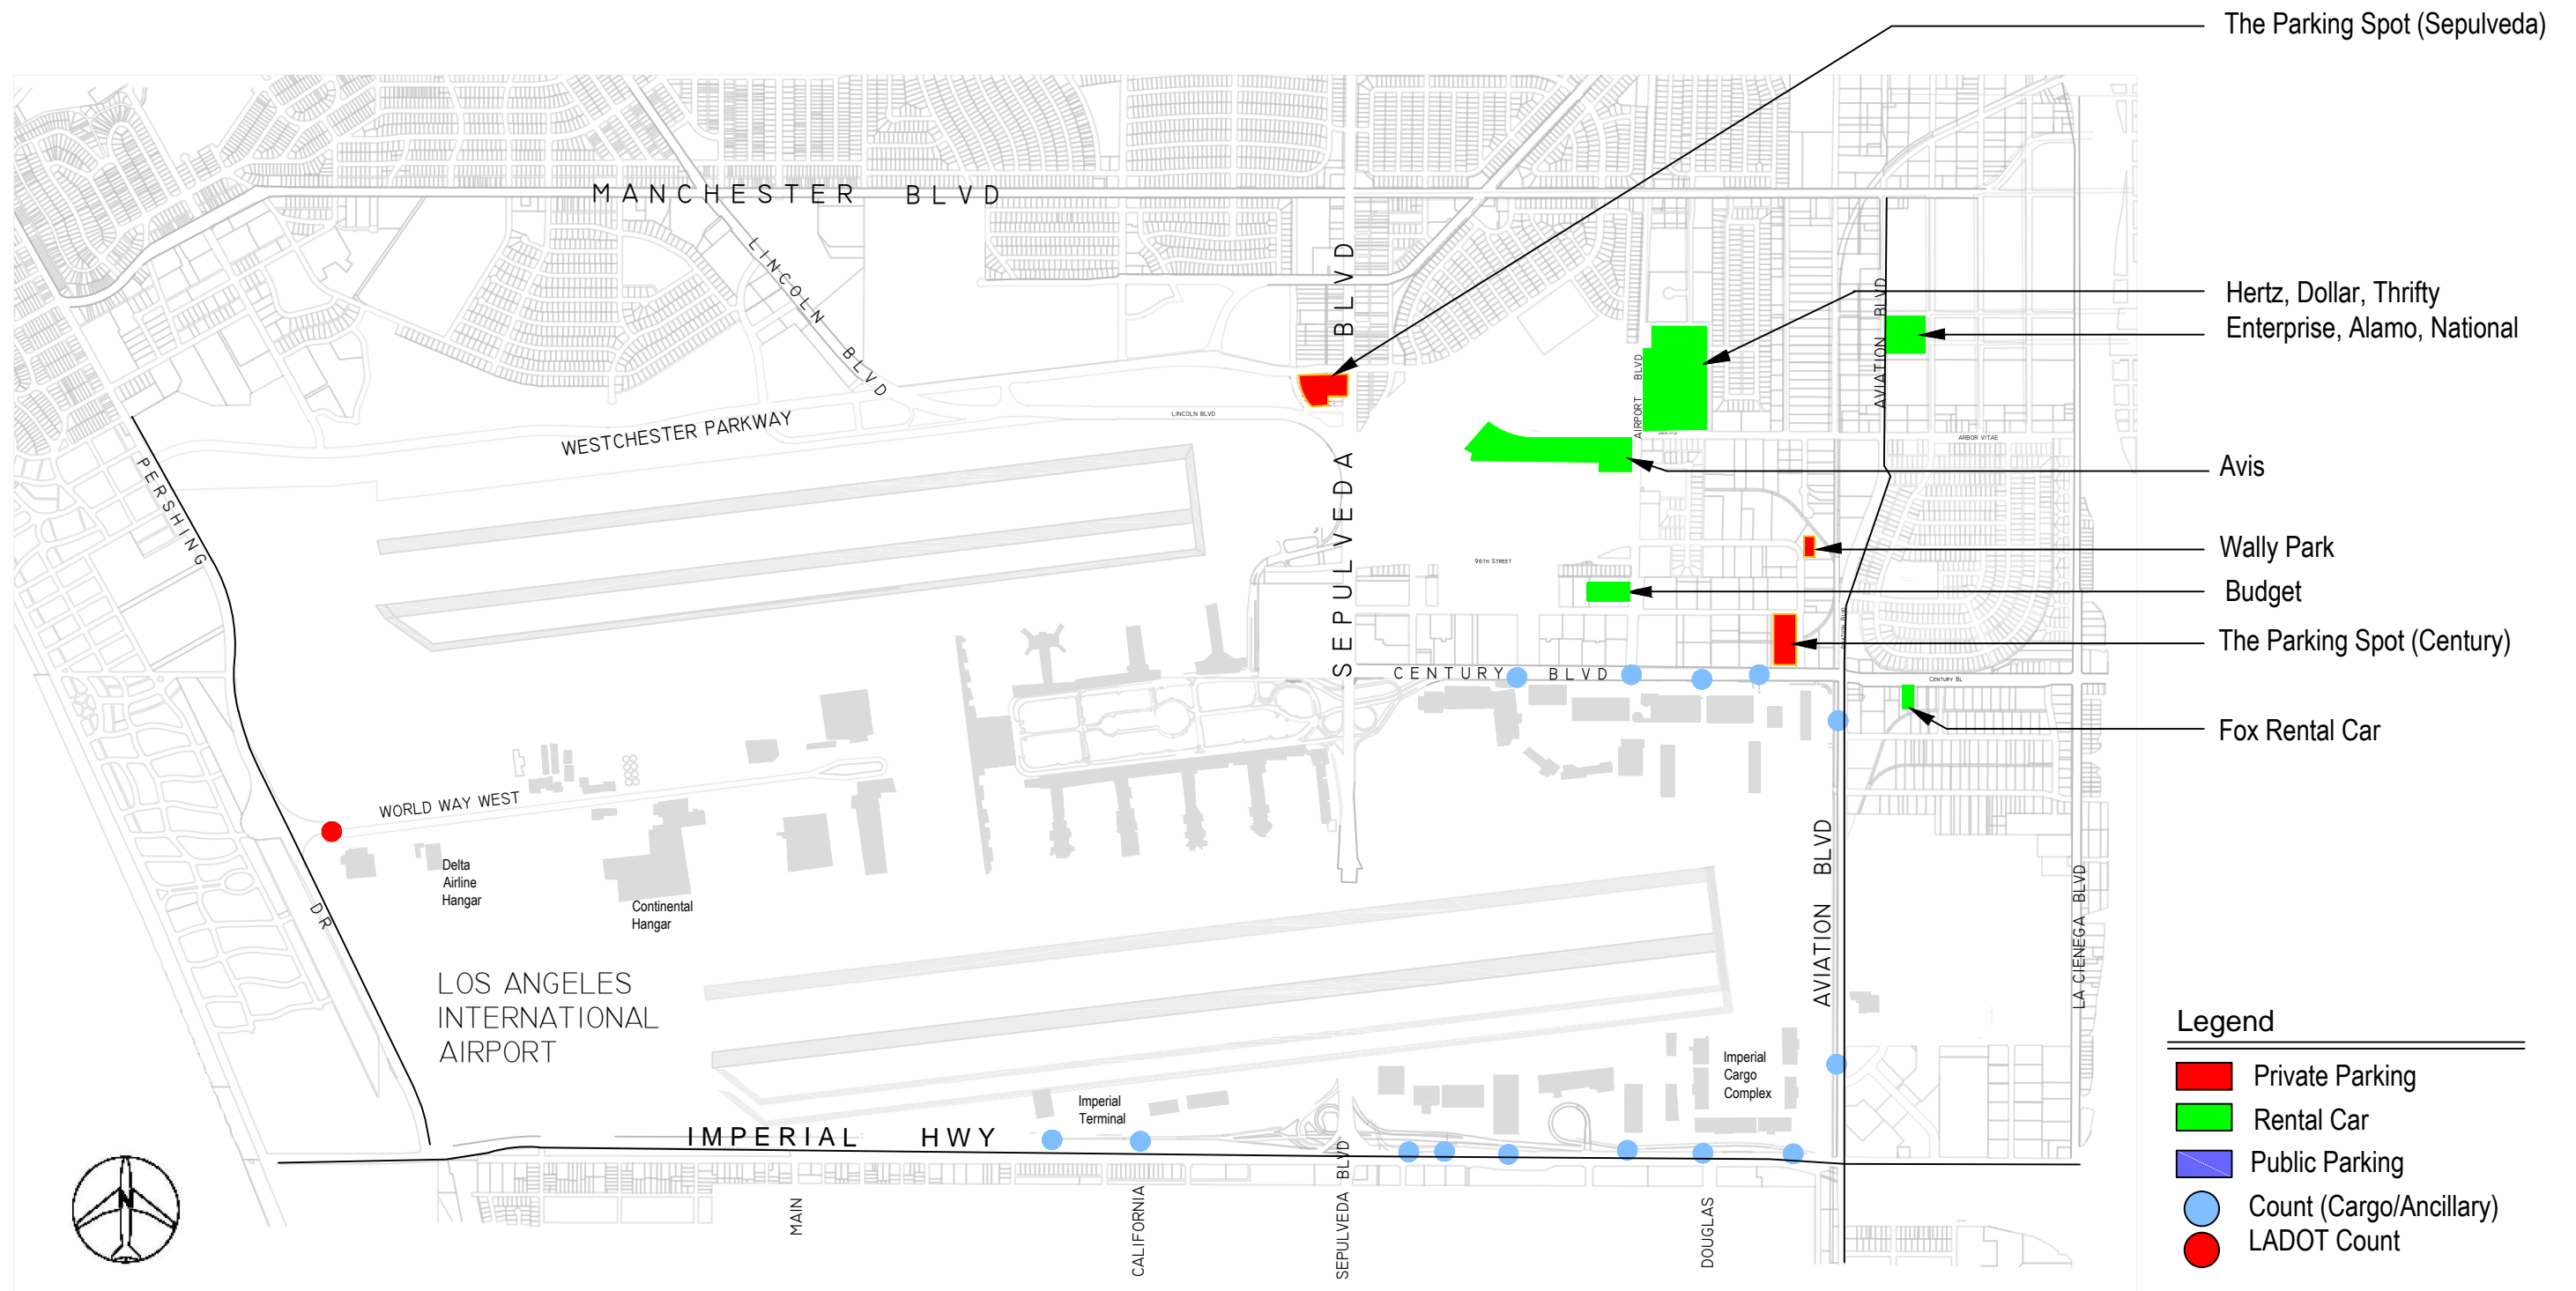 The Parking Spot (Sepulveda)
MANCHESTER BLVD
LINCOLN BLVD
SEPULVEDA BLVD
AVIATION BLVD
Hertz, Dollar, Thrifty
Enterprise, Alamo, National
AIRPORT BLVD
LINCOLN BLVD
WESTCHESTER PARKWAY
ARBOR VITAE
ARBOR VITAE
Avis
PERSHING DR
96TH STREET
Wally Park
Budget
AVIATION BLVD
The Parking Spot (Century)
CENTURY BLVD
CENTURY BL
Fox Rental Car
WORLD WAY WEST
Delta
Airline
Hangar
Continental
Hangar
AVIATION BLVD
LA CIENEGA BLVD
LOS ANGELES
INTERNATIONAL
AIRPORT
Imperial
Cargo
Complex
Imperial
Terminal
IMPERIAL HWY
N
MAIN
CALIFORNIA
SEPULVEDA BLVD
DOUGLAS
Legend
Private Parking
Rental Car
Public Parking
Count (Cargo/Ancillary)
LADOT Count